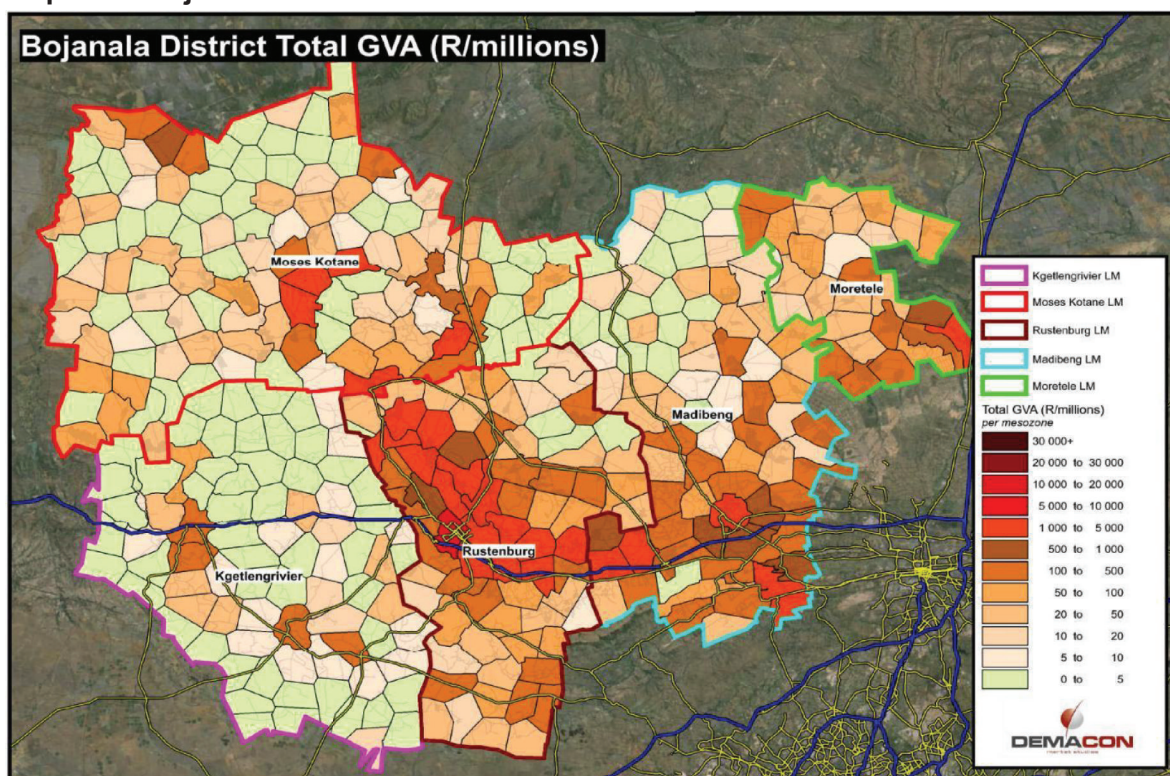 Bojanala District Total GVA (R/millions)
Moses Kotane
Moretele
Madibeng
Rustenburg
Kgetlengrivier
Kgetlengrivier LM
Moses Kotane LM
Rustenburg LM
Madibeng LM
Moretele LM
Total GVA (R/millions)
per mesozone
30 000+
20 000 to 30 000
10 000 to 20 000
5 000 to 10 000
1 000 to 5 000
500 to 1 000
100 to 500
50 to 100
20 to 50
10 to 20
5 to 10
0 to 5
DEMACON
market studies